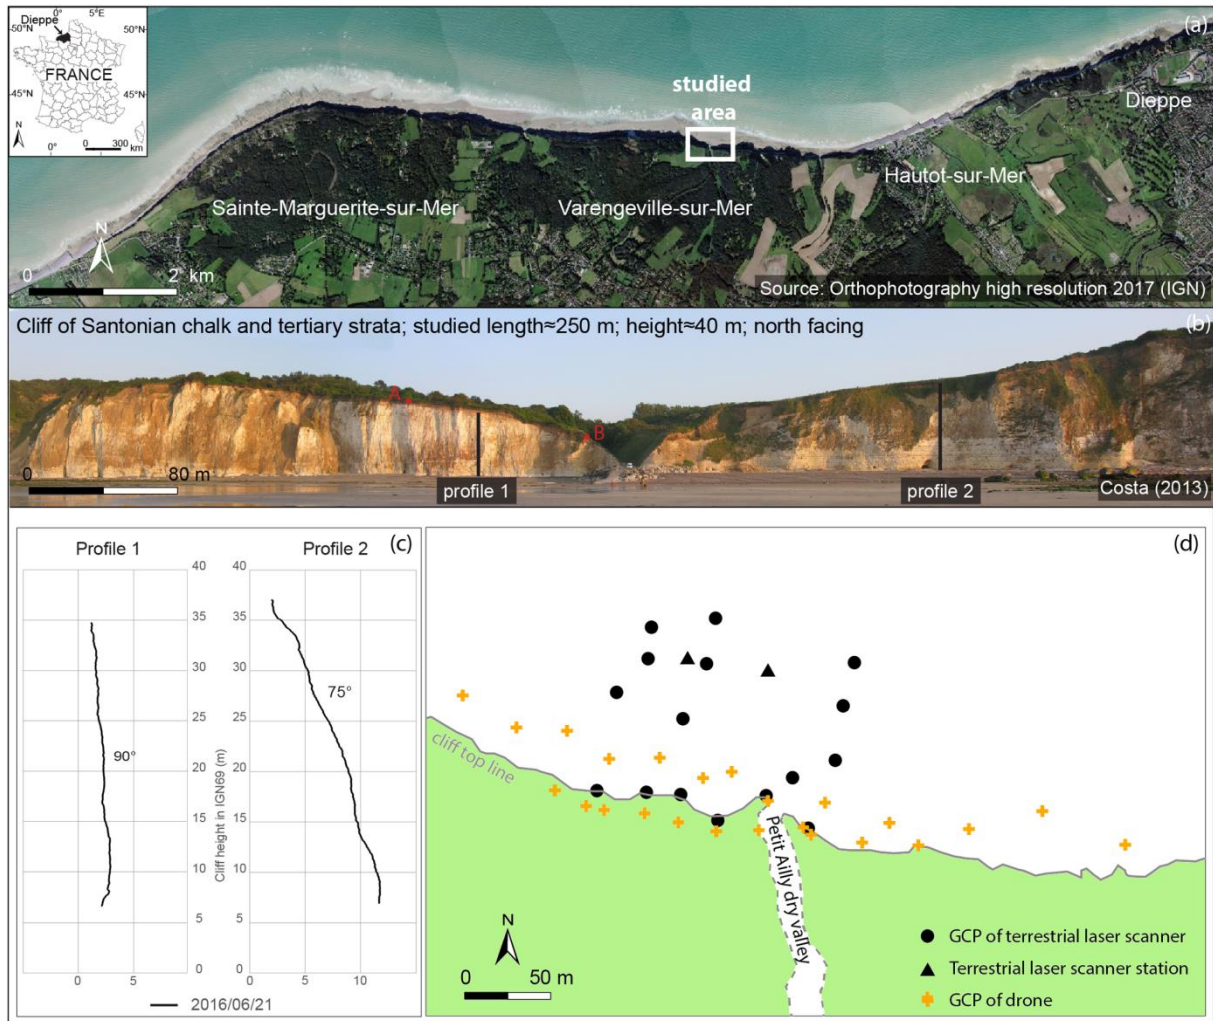 Dieppe
0° 5°E
50°N
50°N
FRANCE
45°N
45°N
N
0°
0 300 km
5°E
(a)
studied
area
Dieppe
Hautot-sur-Mer
Sainte-Marguerite-sur-Mer
Varengeville-sur-Mer
N
0 2 km
Source: Orthophotography high resolution 2017 (IGN)
Cliff of Santonian chalk and tertiary strata; studied length≈250 m; height≈40 m; north facing
(b)
A
B
0 80 m
profile 1
profile 2
Costa (2013)
(c)
Profile 1
Profile 2
40 40
35 35
30 30
25 25
20 20
15 15
10 10
5 5
0 0
Cliff height in IGN69 (m)
90°
75°
0 5 10
0 5 10
2016/06/21
(d)
cliff top line
Petit Ailly dry valley
N
0 50 m
GCP of terrestrial laser scanner
Terrestrial laser scanner station
GCP of drone